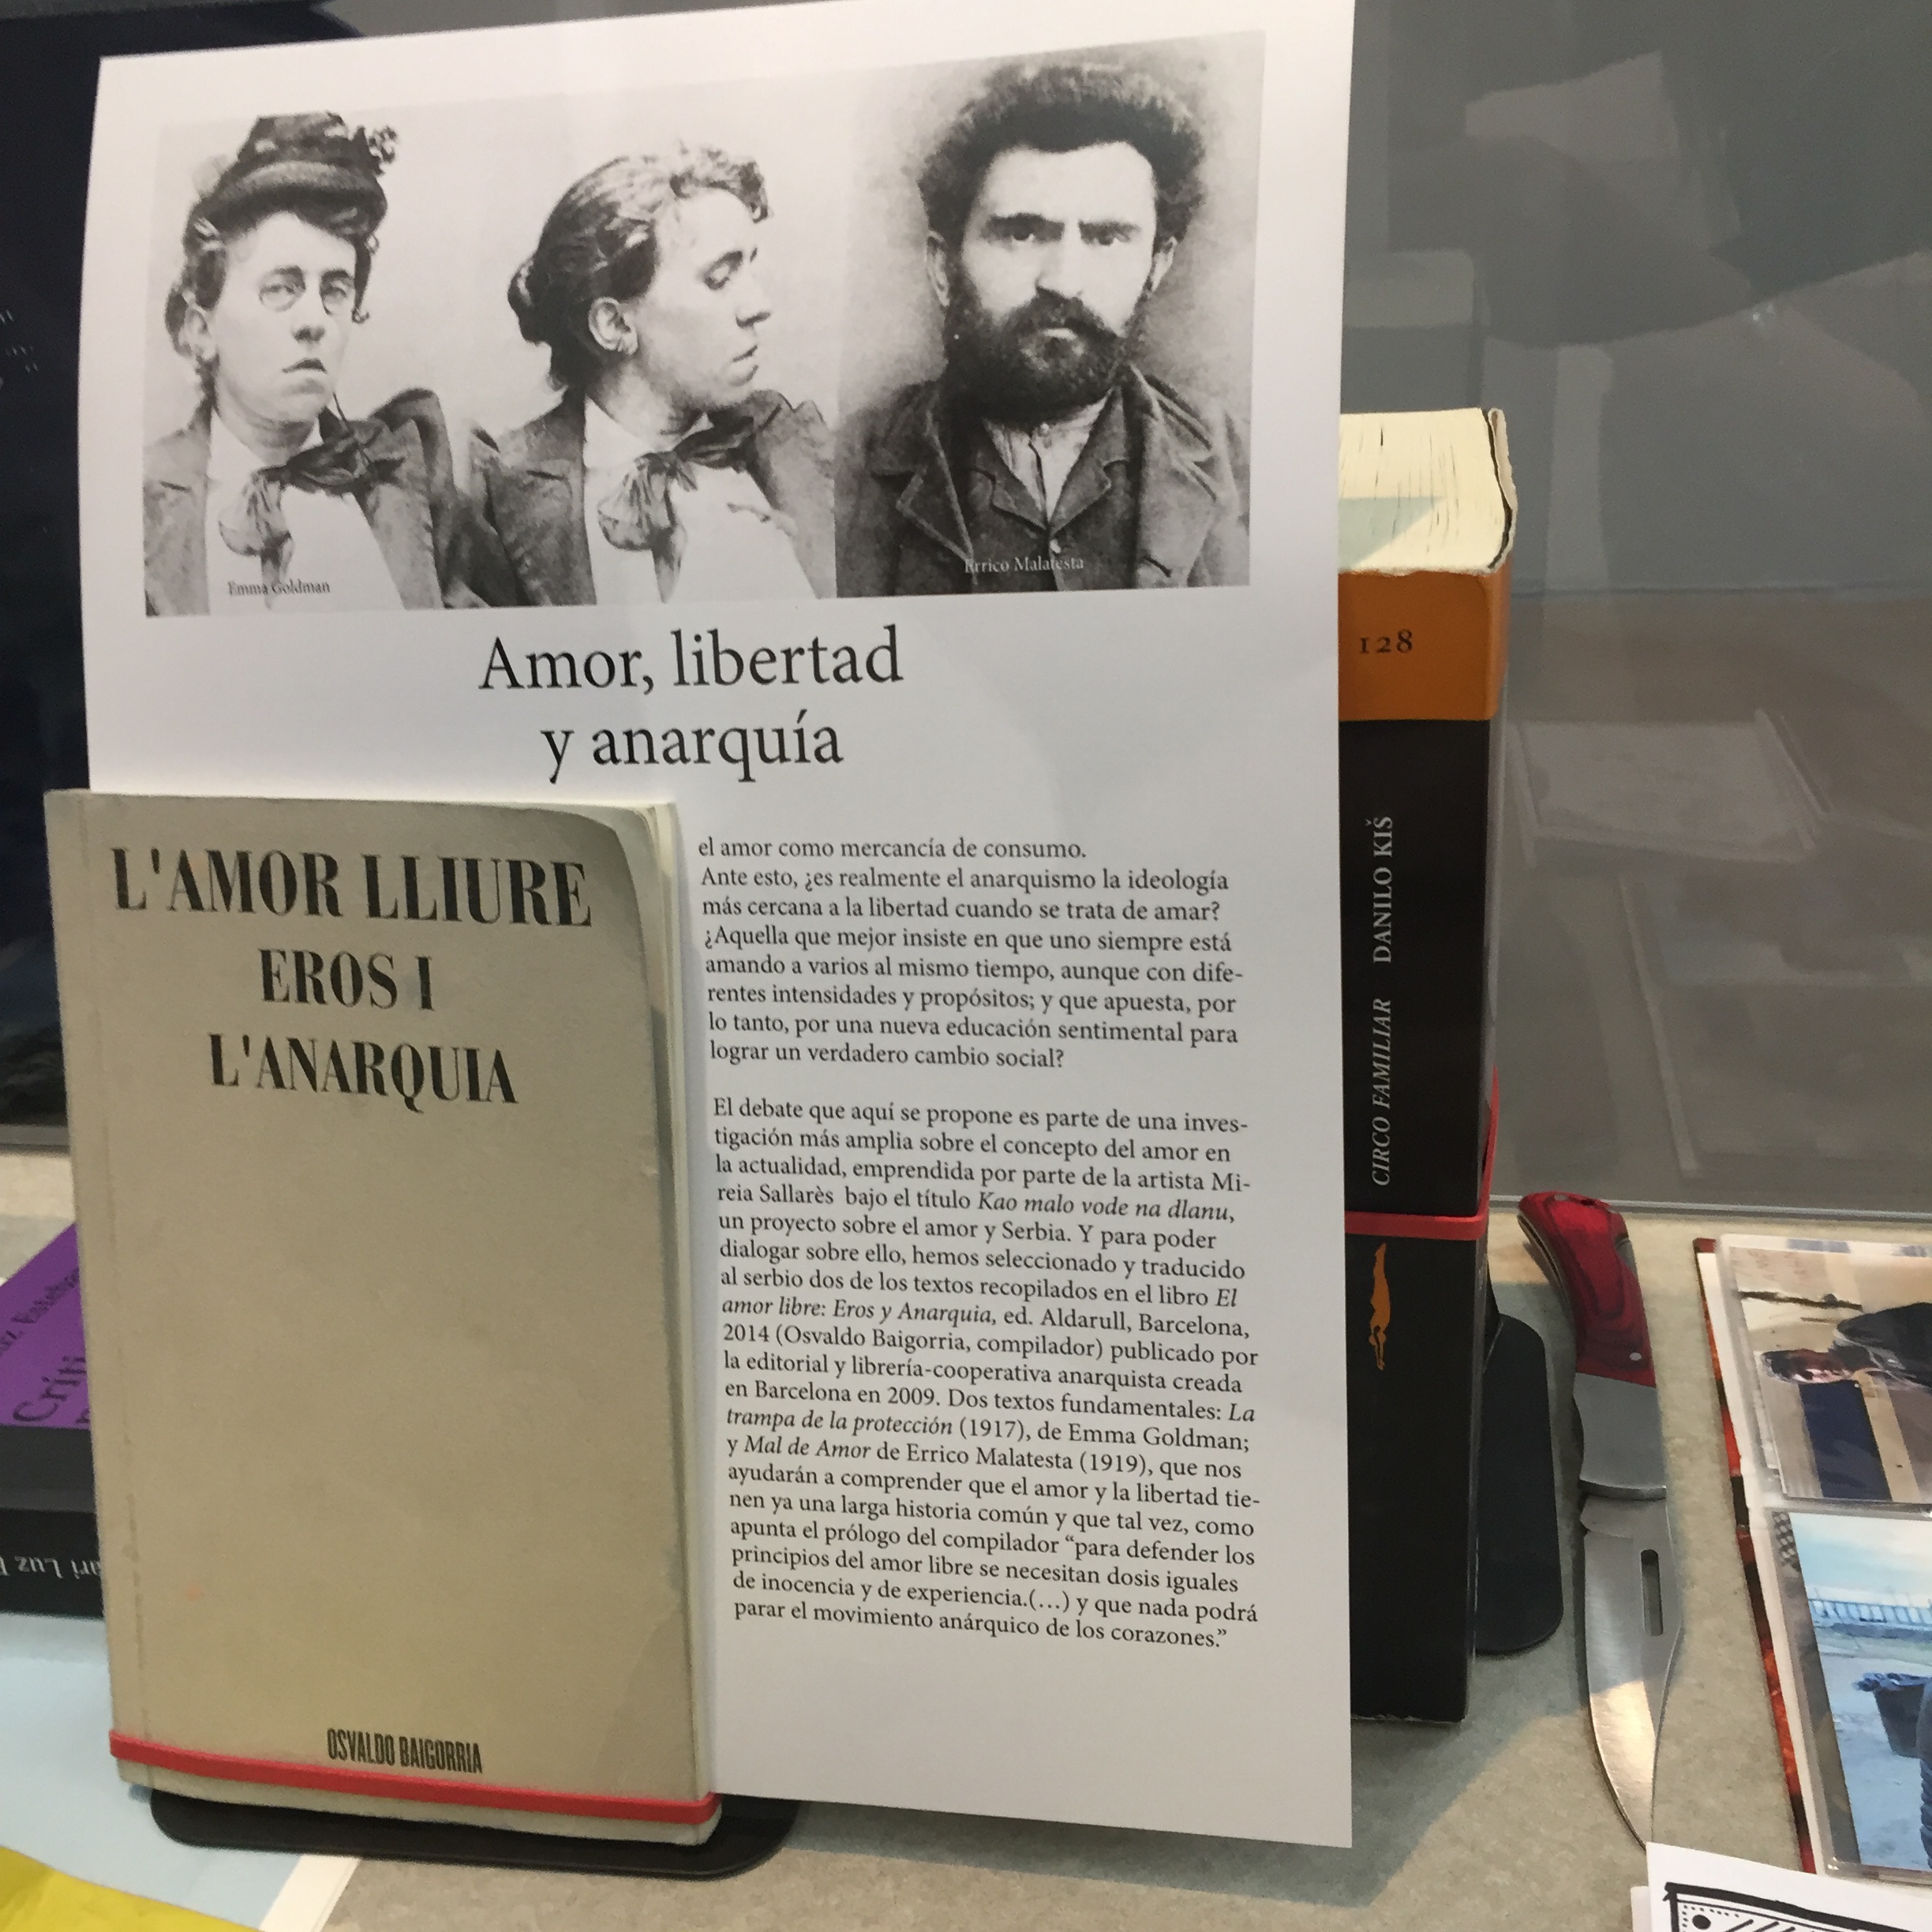 Emma Goldman
Errico Malatesta
Amor, libertad
y anarquía
el amor como mercancía de consumo.
Ante esto, ¿es realmente el anarquismo la ideología
más cercana a la libertad cuando se trata de amar?
¿Aquella que mejor insiste en que uno siempre está
amando a varios al mismo tiempo, aunque con dife-
rentes intensidades y propósitos; y que apuesta, por
lo tanto, por una nueva educación sentimental para
lograr un verdadero cambio social?
El debate que aquí se propone es parte de una inves-
tigación más amplia sobre el concepto del amor en
la actualidad, emprendida por parte de la artista Mi-
reia Sallarès bajo el título Kao malo vode na dlanu,
un proyecto sobre el amor y Serbia. Y para poder
dialogar sobre ello, hemos seleccionado y traducido
al serbio dos de los textos recopilados en el libro El
amor libre: Eros y Anarquia, ed. Aldarull, Barcelona,
2014 (Osvaldo Baigorria, compilador) publicado por
la editorial y librería-cooperativa anarquista creada
en Barcelona en 2009. Dos textos fundamentales: La
trampa de la protección (1917), de Emma Goldman;
y Mal de Amor de Errico Malatesta (1919), que nos
ayudarán a comprender que el amor y la libertad tie-
nen ya una larga historia común y que tal vez, como
apunta el prólogo del compilador “para defender los
principios del amor libre se necesitan dosis iguales
de inocencia y de experiencia.(…) y que nada podrá
parar el movimiento anárquico de los corazones.”
L'AMOR LLIURE
EROS I
L'ANARQUIA
OSVALDO BAIGORRIA
128
CIRCO FAMILIAR DANILO KIŠ
Luz